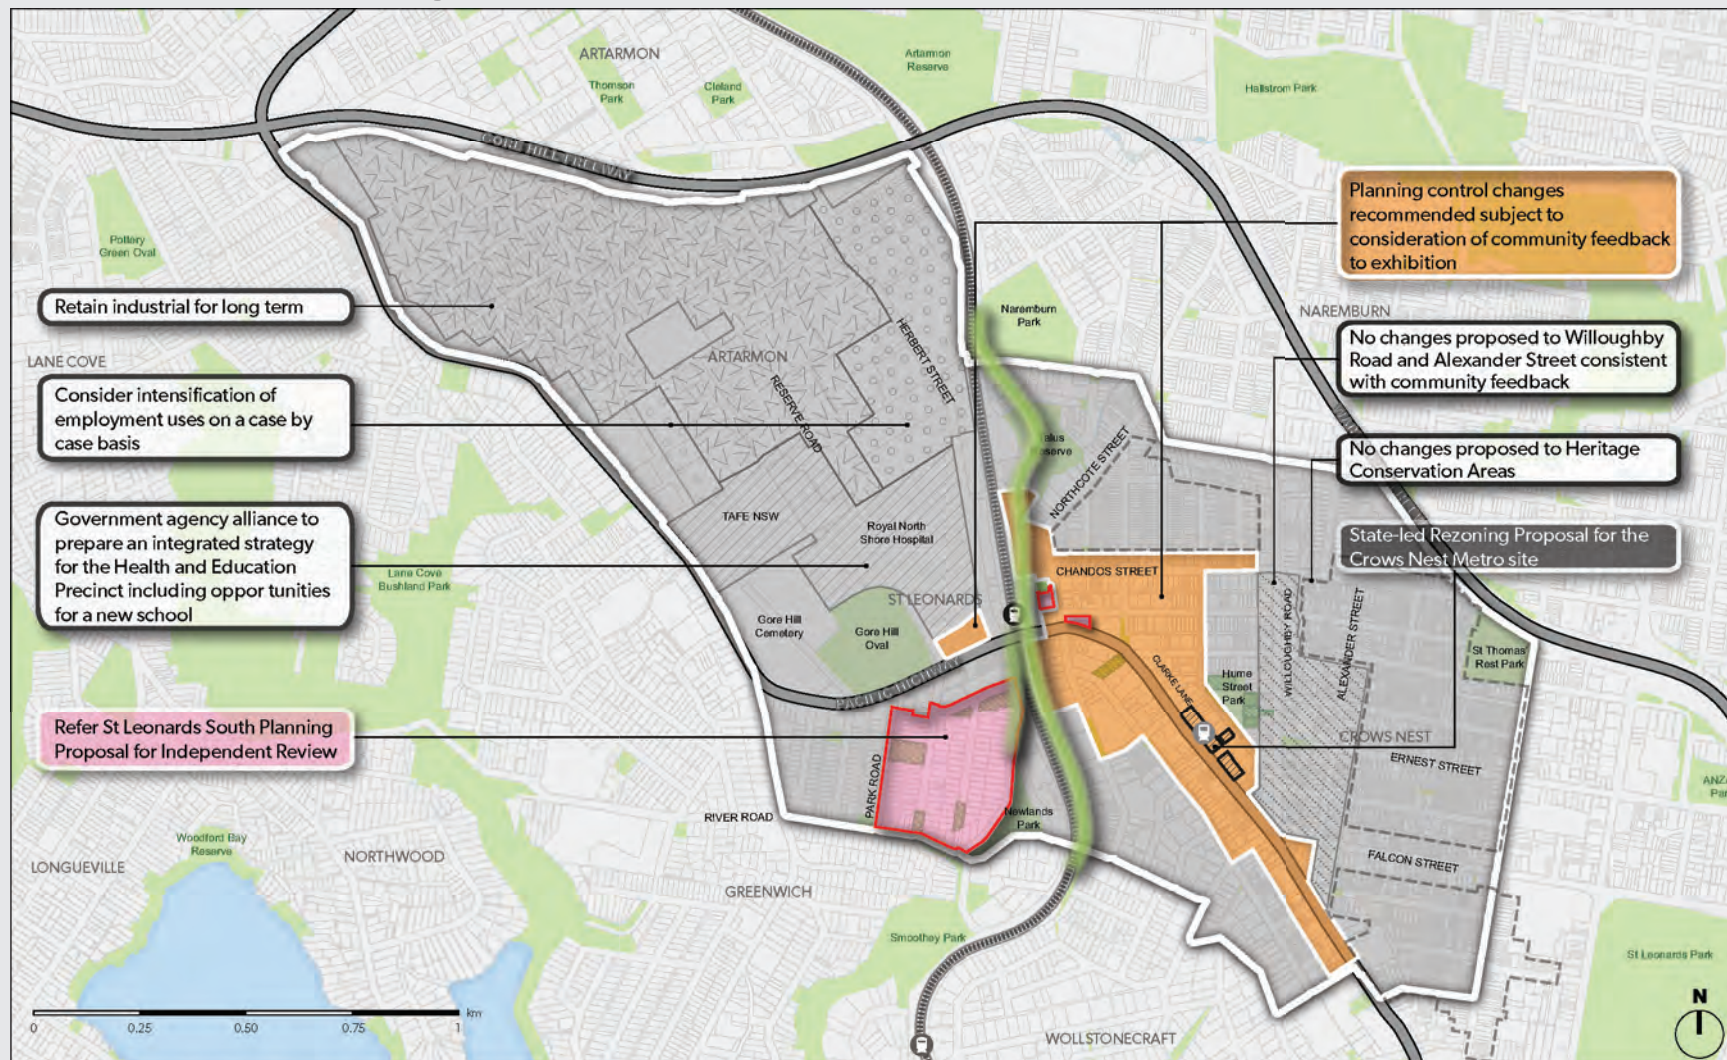 ARTARMON
Thomson
Park
Cleland
Park
Artarmon
Reserve
Hallstrom Park
GORE HILL FREEWAY
Pottery
Green Oval
Planning control changes
recommended subject to
consideration of community feedback
to exhibition
Retain industrial for long term
Naremburn
Park
NAREMBURN
HERBERT STREET
LANE COVE
ARTARMON
No changes proposed to Willoughby
Road and Alexander Street consistent
with community feedback
Consider intensification of
employment uses on a case by
case basis
RESERVE ROAD
alus
eserve
NORTHCOTE STREET
No changes proposed to Heritage
Conservation Areas
Government agency alliance to
prepare an integrated strategy
for the Health and Education
Precinct including oppor tunities
for a new school
TAFE NSW
Royal North
Shore Hospital
State-led Rezoning Proposal for the
Crows Nest Metro site
Lane Cove
Bushland Park
CHANDOS STREET
ST LEONARDS
Gore Hill
Cemetery
Gore Hill
Oval
WILLOUGHBY ROAD
ALEXANDER STREET
St Thomas
Rest Park
PACIFIC HIGHWAY
CLARKE LANE
Hume
Street
Park
Refer St Leonards South Planning
Proposal for Independent Review
CROWS NEST
ERNEST STREET
PARK ROAD
ANZA
Par
RIVER ROAD
Newlands
Park
Woodford Bay
Reserve
LONGUEVILLE
NORTHWOOD
FALCON STREET
GREENWICH
Smoothey Park
St Leonards Park
N
km
0
0.25
0.50
0.75
1
WOLLSTONECRAFT